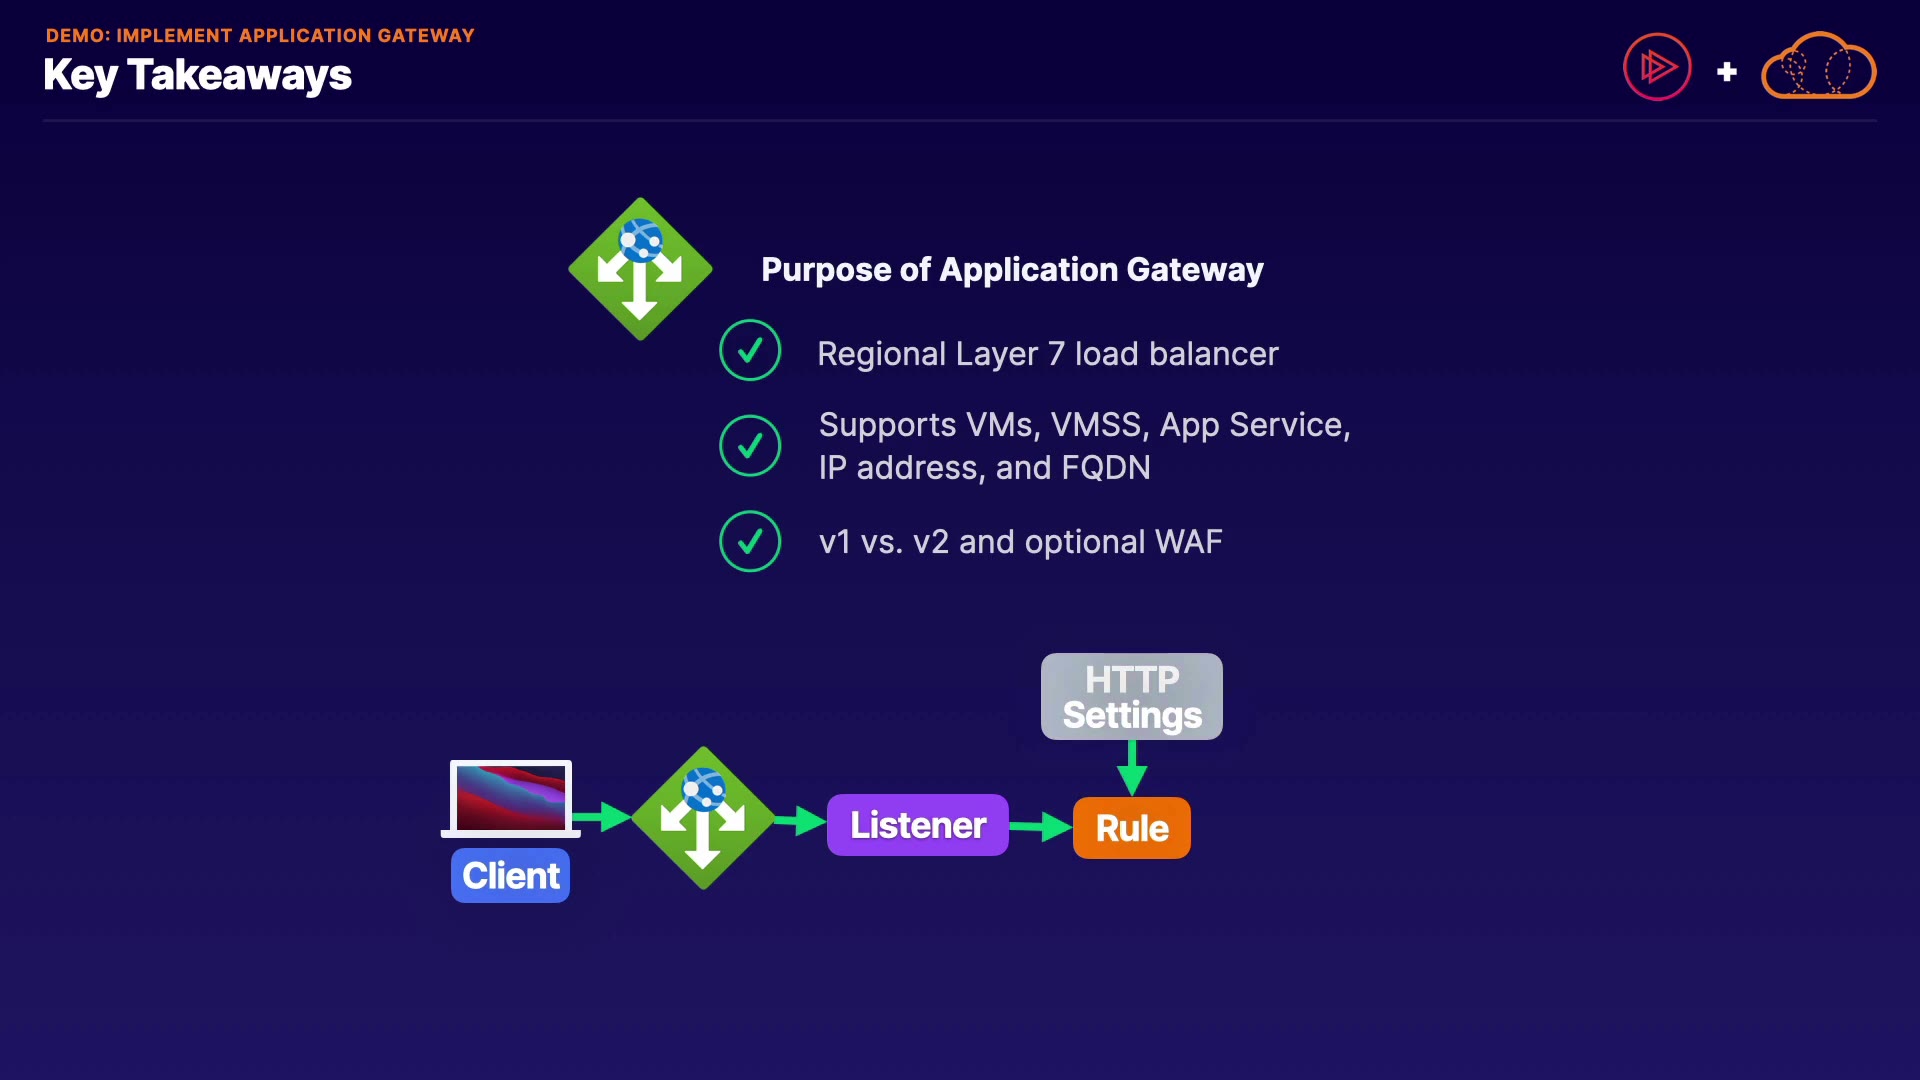 DEMO: IMPLEMENT APPLICATION GATEWAY
Key Takeaways
Purpose of Application Gateway
Regional Layer 7 load balancer
Supports VMs, VMSS, App Service,
IP address, and FQDN
v1 vs. v2 and optional WAF
HTTP
Settings
Listener
Rule
Client